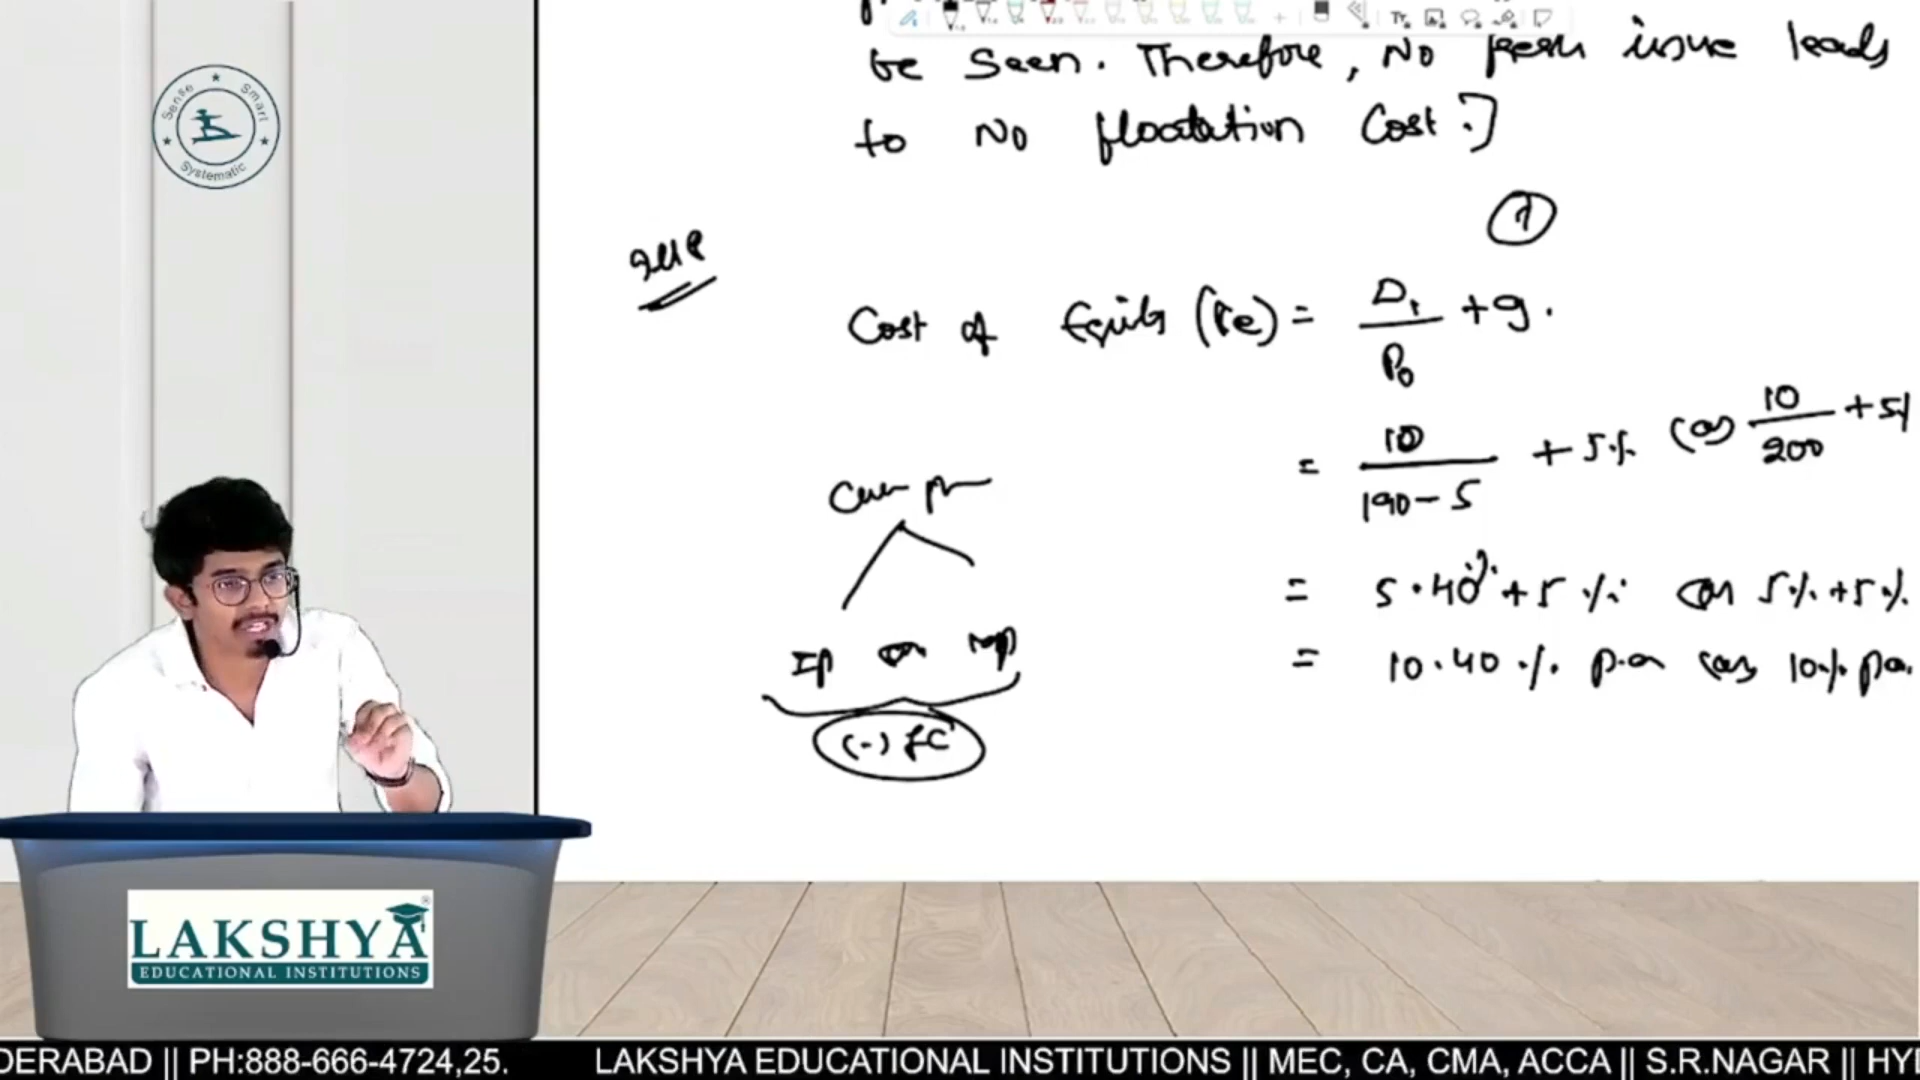 be Seen. Therefore, No fresh issue leads
to No floatation Cost.]
1
Cost of Equity (Ke) = D₁/P₀ + g.
= 10/(190-5) + 5% (or) 10/200 + 5%
= 5.40% + 5% or 5% + 5%
= 10.40% p.a (or) 10% p.a.
IP or MP
(-) FC
Sense Smart Systematic
LAKSHYA
EDUCATIONAL INSTITUTIONS
DERABAD || PH:888-666-4724,25. LAKSHYA EDUCATIONAL INSTITUTIONS || MEC, CA, CMA, ACCA || S.R.NAGAR || HY